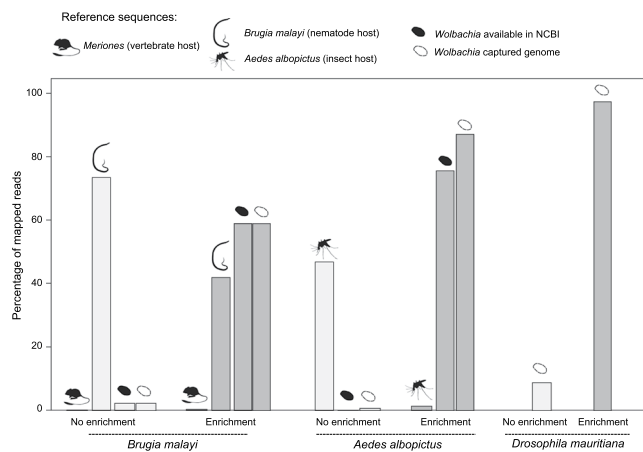 Reference sequences:
Meriones (vertebrate host)
Brugia malayi (nematode host)
Aedes albopictus (insect host)
Wolbachia available in NCBI
Wolbachia captured genome
Percentage of mapped reads
100
80
60
40
20
0
No enrichment
Enrichment
No enrichment
Enrichment
No enrichment
Enrichment
Brugia malayi
Aedes albopictus
Drosophila mauritiana